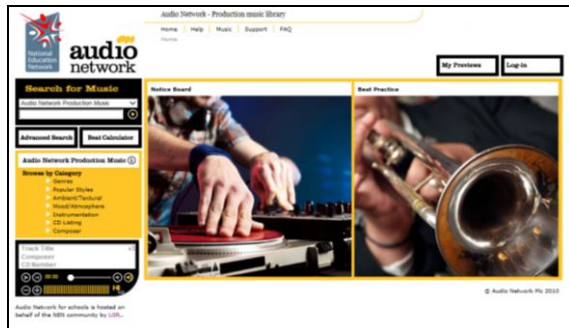 Audio Network - Production music library
Home | Help | Music | Support | FAQ
Home
National
Education
Network
audio
network
My Previews
Log-in
Search for Music
Audio Network Production Music
Advanced Search
Beat Calculator
Notice Board
Best Practice
Audio Network Production Music
Browse by Category
Genres
Popular Styles
Ambient/Textural
Mood/Atmosphere
Instrumentation
CD Listing
Composer
Track Title
Composer
CD Number
00:00
© Audio Network Plc 2010
Audio Network for schools is hosted on
behalf of the NEN community by LGfL.